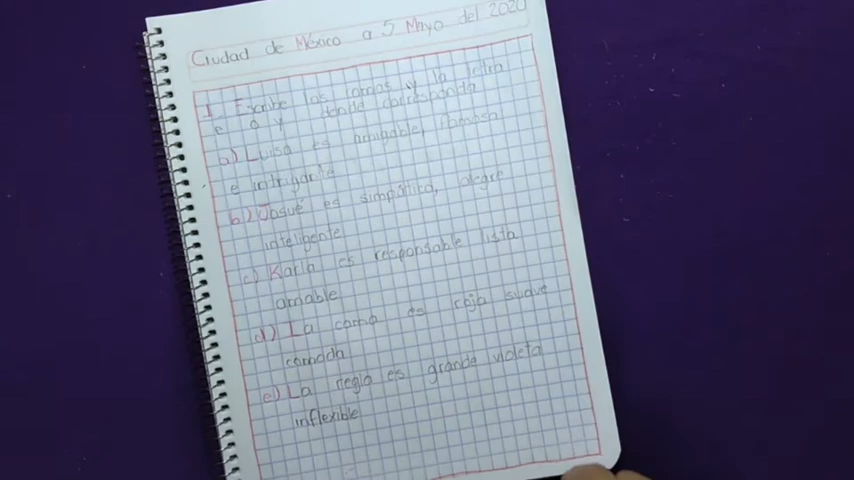 Ciudad de México a 5 Mayo del 2020
1. Escribe las comas y la letra
e o y donde corresponda
a) Luisa es amigable, famosa
e intrigante
b) Josué es simpático, alegre
inteligente
c) Karla es responsable lista
amable
d) La cama es roja suave
comoda
e) La regla es grande violeta
inflexible